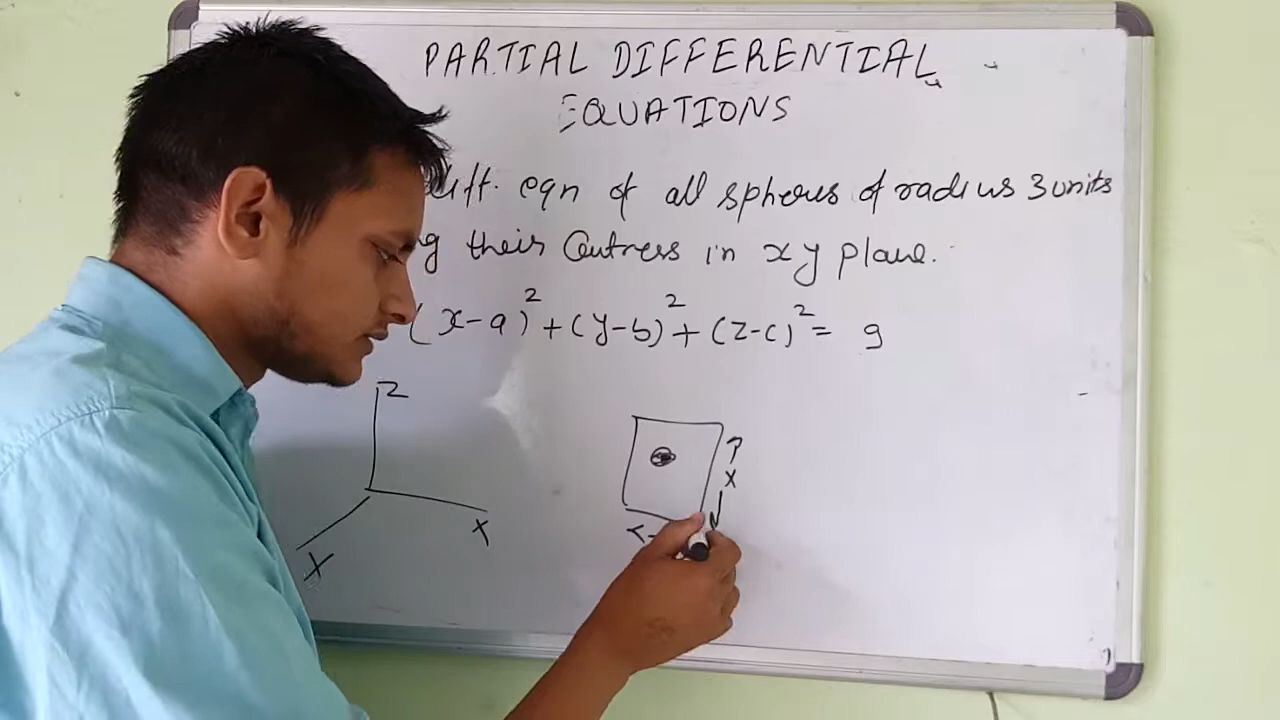 PARTIAL DIFFERENTIAL
EQUATIONS
diff. eqn of all spheres of radius 3 units
g their Centress in xy plane.
(x-a)²+(y-b)²+(z-c)²= 9
Z
X
X
X